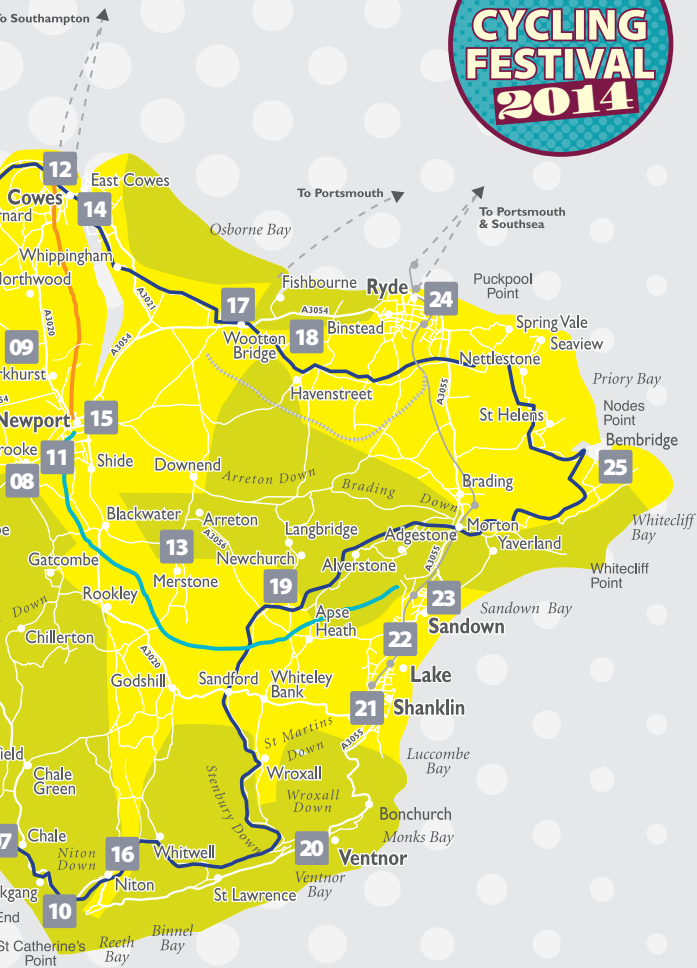 To Southampton
CYCLING
FESTIVAL
2014
12
East Cowes
Cowes
14
To Portsmouth
To Portsmouth
& Southsea
Osborne Bay
Whippingham
Fishbourne
Ryde
Puckpool
Point
A3021
17
A3054
24
A3020
Wootton
Bridge
18
Binstead
Spring Vale
Seaview
A3054
09
Nettlestone
Priory Bay
Havenstreet
A3055
Newport
15
St Helens
Nodes
Point
Bembridge
11
Shide
Downend
25
08
Arreton Down
Brading Down
Brading
Blackwater
Arreton
Langbridge
Adgestone
Morton
Whitecliff
Bay
13
A3056
Newchurch
Alverstone
A3055
Yaverland
Gatcombe
Merstone
19
Whitecliff
Point
Rookley
23
Down
Apse
Heath
Sandown Bay
Sandown
Chillerton
22
A3020
Godshill
Sandford
Whiteley
Bank
Lake
21
Shanklin
St Martins
Down
A3055
Luccombe
Bay
Chale
Green
Stenbury Down
Wroxall
Wroxall
Down
Bonchurch
Chale
Monks Bay
Niton
Down
16
Whitwell
20
Ventnor
Niton
Ventnor
Bay
St Lawrence
10
End
St Catherine's
Point
Reeth
Bay
Binnel
Bay